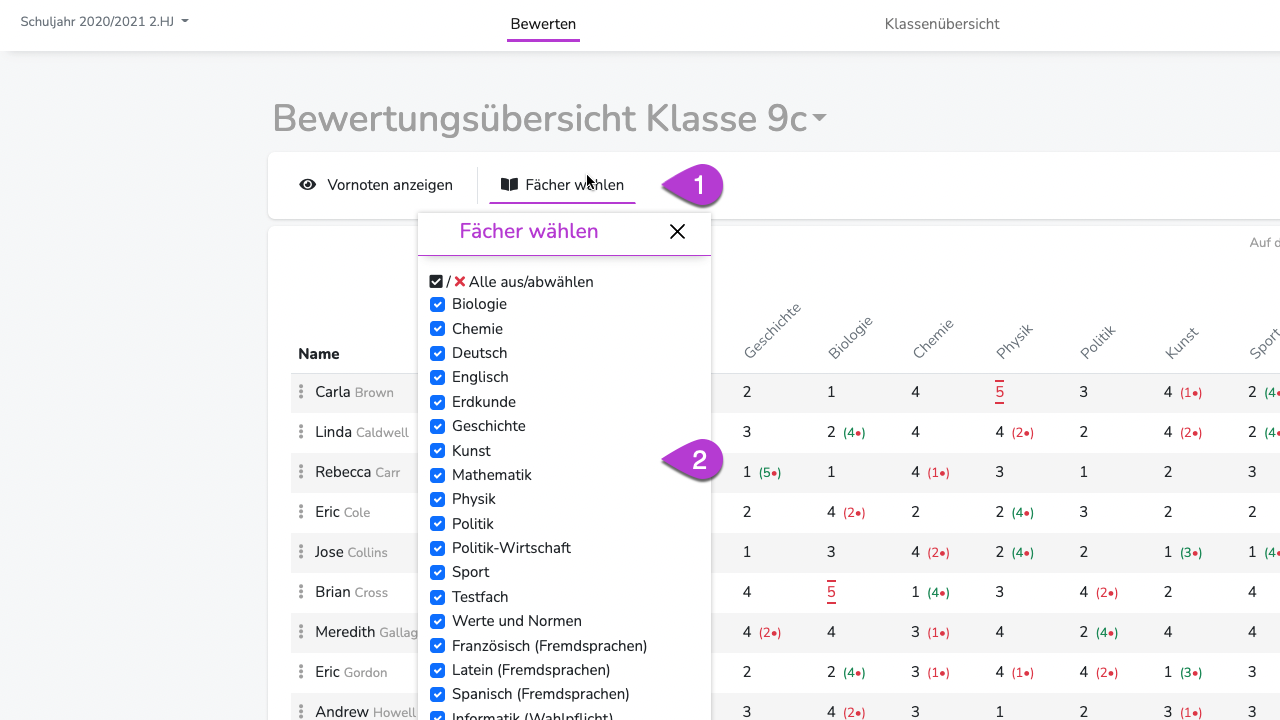 Schuljahr 2020/2021 2.HJ
Bewerten
Klassenübersicht
Bewertungsübersicht Klasse 9c
Vornoten anzeigen
Fächer wählen
1
Fächer wählen
/ Alle aus/abwählen
Biologie
Chemie
Deutsch
Englisch
Erdkunde
Geschichte
Kunst
Mathematik
Physik
Politik
Politik-Wirtschaft
Sport
Testfach
Werte und Normen
Französisch (Fremdsprachen)
Latein (Fremdsprachen)
Spanisch (Fremdsprachen)
Informatik (Wahlpflicht)
2
Auf d
Name Geschichte Biologie Chemie Physik Politik Kunst Sport
Carla Brown 2 1 4 5 3 4 (1•) 2 (4•
Linda Caldwell 3 2 (4•) 4 4 (2•) 2 4 (2•) 2 (4•
Rebecca Carr 1 (5•) 1 4 (1•) 3 1 2 3
Eric Cole 2 4 (2•) 2 2 (4•) 3 2 2
Jose Collins 1 3 4 (2•) 2 (4•) 2 1 (3•) 1 (4•
Brian Cross 4 5 1 (4•) 3 4 (2•) 2 4
Meredith Gallag 4 (2•) 4 3 (1•) 4 2 (4•) 4 4
Eric Gordon 2 2 (4•) 3 (1•) 4 (1•) 4 (2•) 1 (3•) 3
Andrew Howell 3 4 (2•) 3 1 2 3 (1•) 3